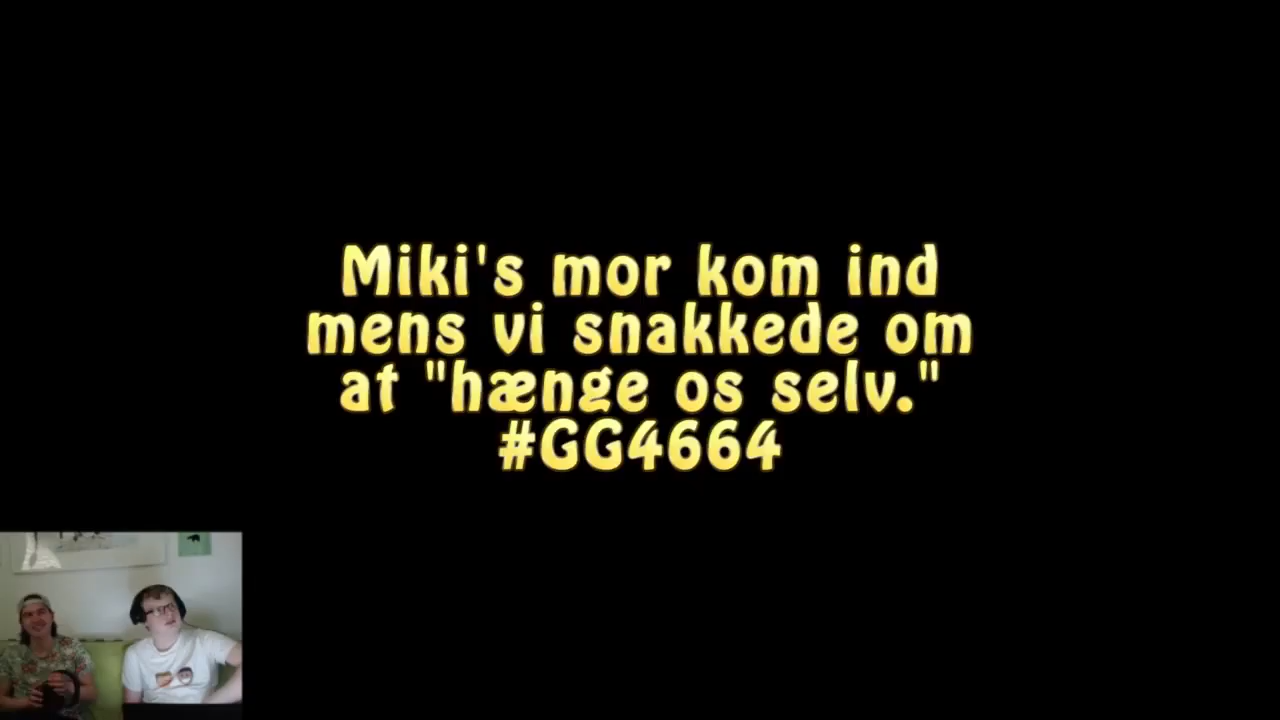 Miki's mor kom ind
mens vi snakkede om
at "hænge os selv."
#GG4664